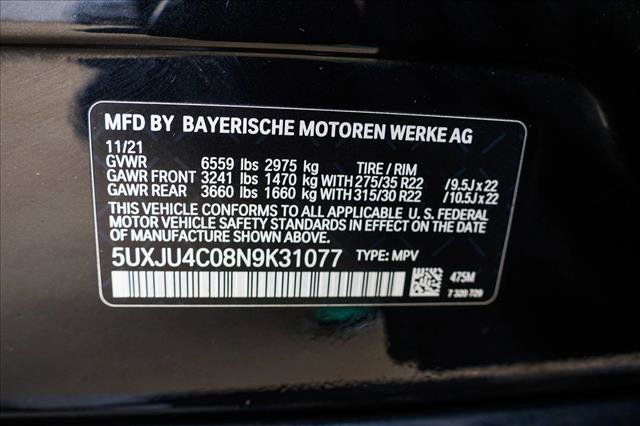 MFD BY BAYERISCHE MOTOREN WERKE AG
11/21
GVWR 6559 lbs 2975 kg TIRE / RIM
GAWR FRONT 3241 lbs 1470 kg WITH 275/35 R22 /9.5J x 22
GAWR REAR 3660 lbs 1660 kg WITH 315/30 R22 /10.5J x 22
THIS VEHICLE CONFORMS TO ALL APPLICABLE U. S. FEDERAL
MOTOR VEHICLE SAFETY STANDARDS IN EFFECT ON THE DATE
OF MANUFACTURE SHOWN ABOVE.
5UXJU4C08N9K31077 TYPE: MPV
475M